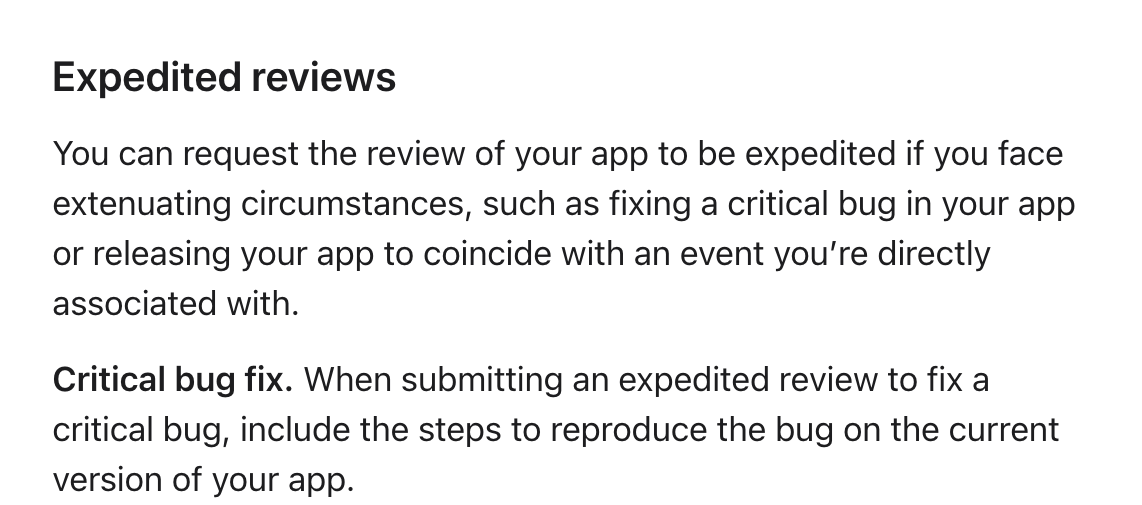 Expedited reviews
You can request the review of your app to be expedited if you face
extenuating circumstances, such as fixing a critical bug in your app
or releasing your app to coincide with an event you’re directly
associated with.
Critical bug fix. When submitting an expedited review to fix a
critical bug, include the steps to reproduce the bug on the current
version of your app.